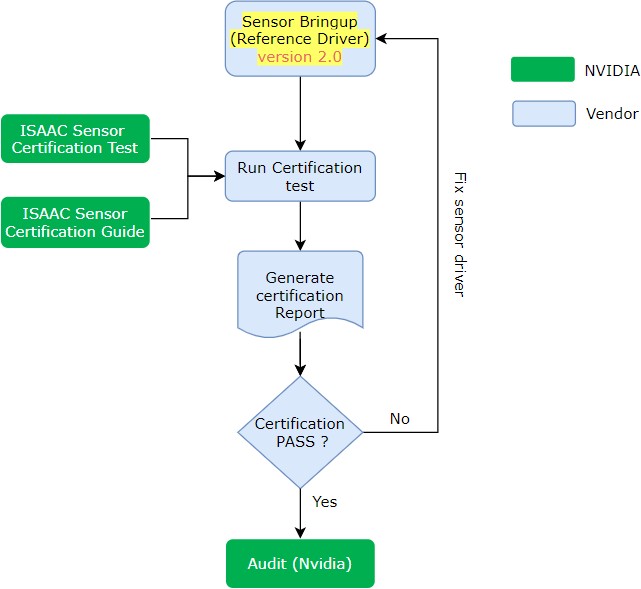 Sensor Bringup
(Reference Driver)
version 2.0
NVIDIA
Vendor
ISAAC Sensor
Certification Test
Run Certification
test
ISAAC Sensor
Certification Guide
Fix sensor driver
Generate
certification
Report
Certification
PASS ?
No
Yes
Audit (Nvidia)